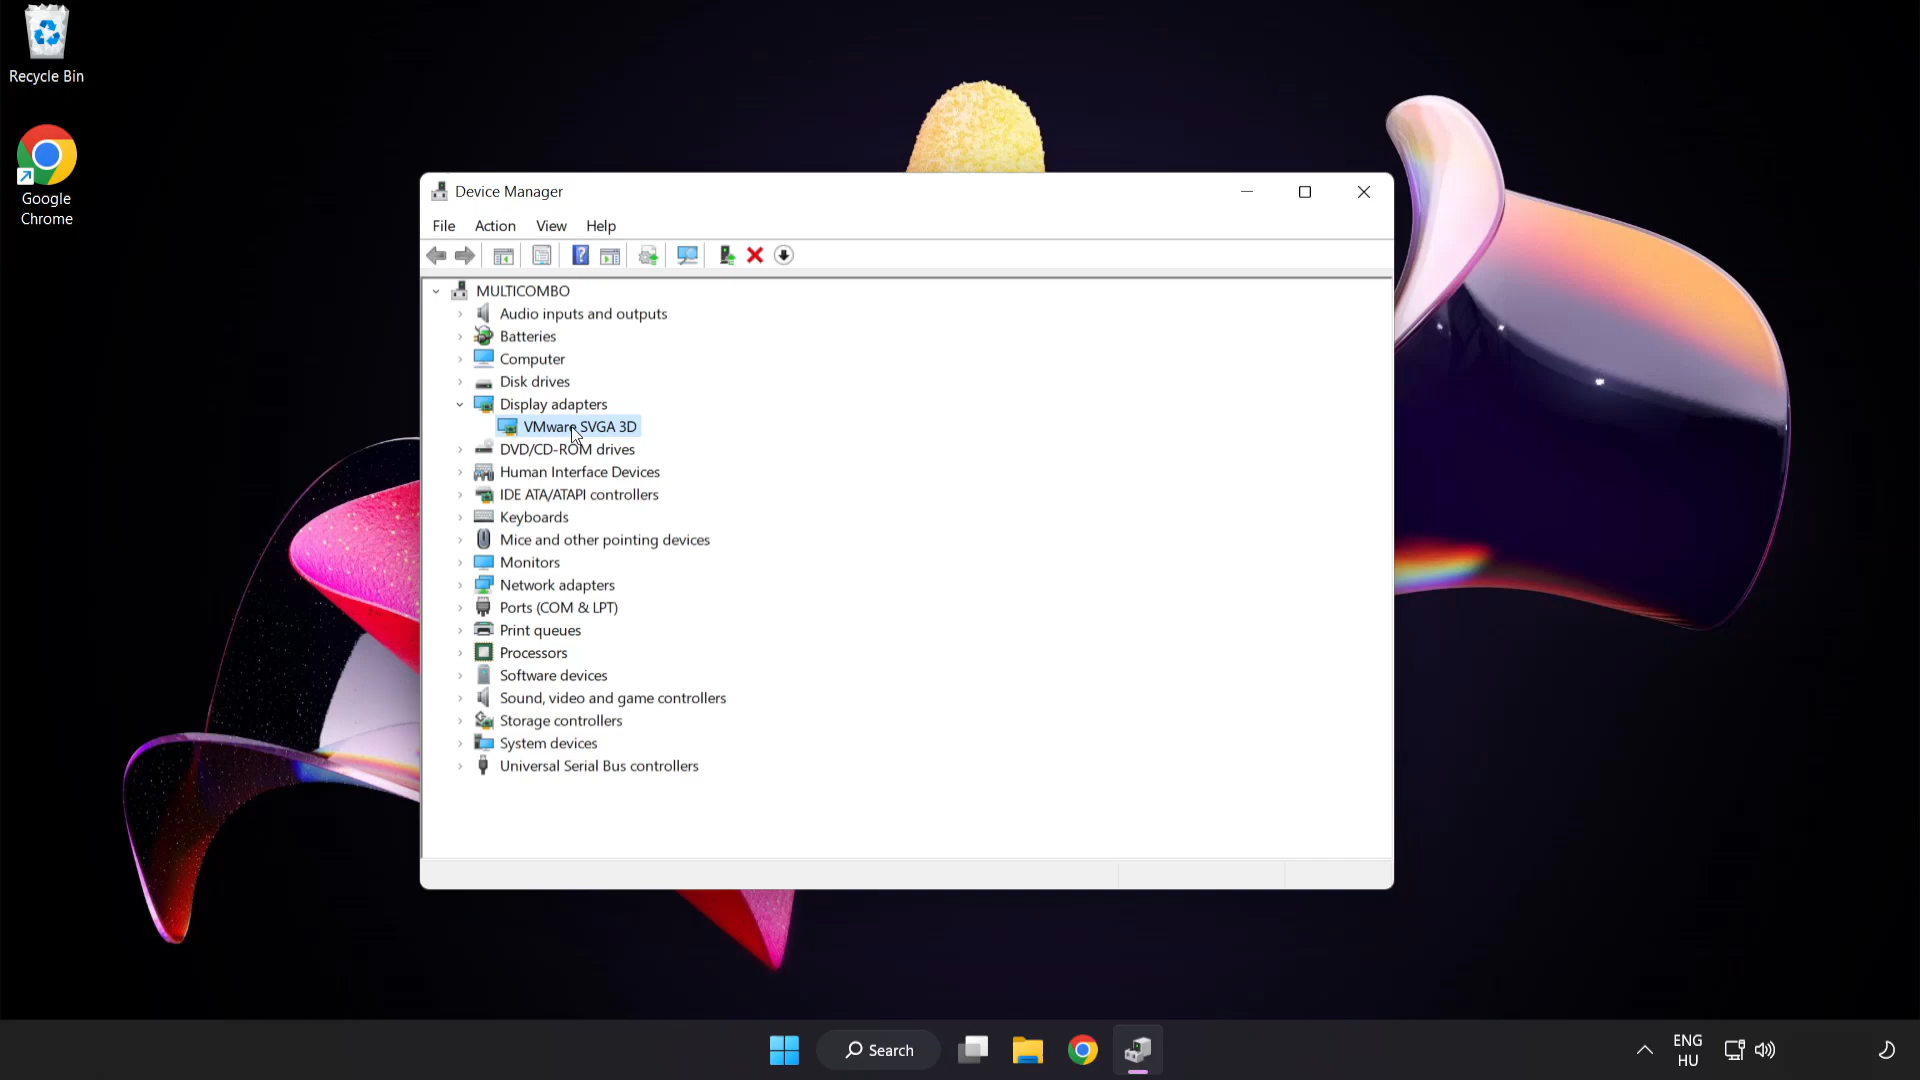 Recycle Bin
Google
Chrome
Device Manager
File Action View Help
MULTICOMBO
Audio inputs and outputs
Batteries
Computer
Disk drives
Display adapters
VMware SVGA 3D
DVD/CD-ROM drives
Human Interface Devices
IDE ATA/ATAPI controllers
Keyboards
Mice and other pointing devices
Monitors
Network adapters
Ports (COM & LPT)
Print queues
Processors
Software devices
Sound, video and game controllers
Storage controllers
System devices
Universal Serial Bus controllers
Search
ENG
HU